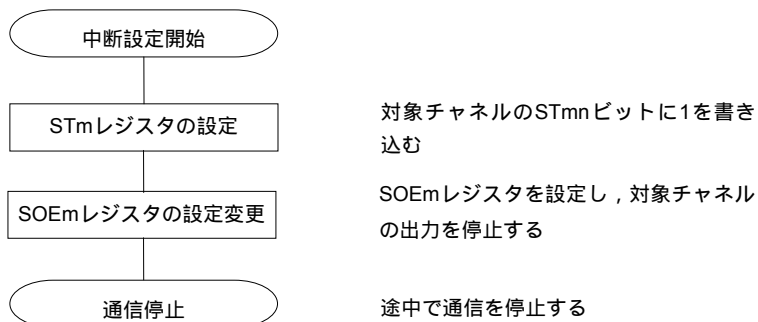 中断設定開始
STmレジスタの設定
対象チャネルのSTmnビットに1を書き
込む
SOEmレジスタの設定変更
SOEmレジスタを設定し，対象チャネル
の出力を停止する
通信停止
途中で通信を停止する